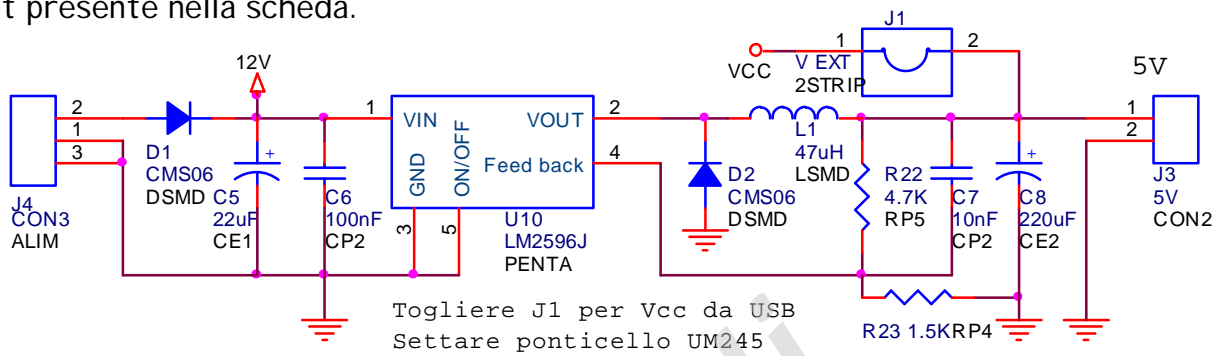 t presente nella scheda.
J1
1
2
VCC
V EXT
2STRIP
5V
12V
2
1
3
J4
CON3
ALIM
D1
CMS06
DSMD
C5
22uF
CE1
+
C6
100nF
CP2
1
VIN
VOUT
GND
ON/OFF
Feed back
2
4
3
5
U10
LM2596J
PENTA
D2
CMS06
DSMD
L1
47uH
LSMD
R22
4.7K
RP5
C7
10nF
CP2
+
C8
220uF
CE2
1
2
J3
5V
CON2
R23 1.5KRP4
Togliere J1 per Vcc da USB
Settare ponticello UM245